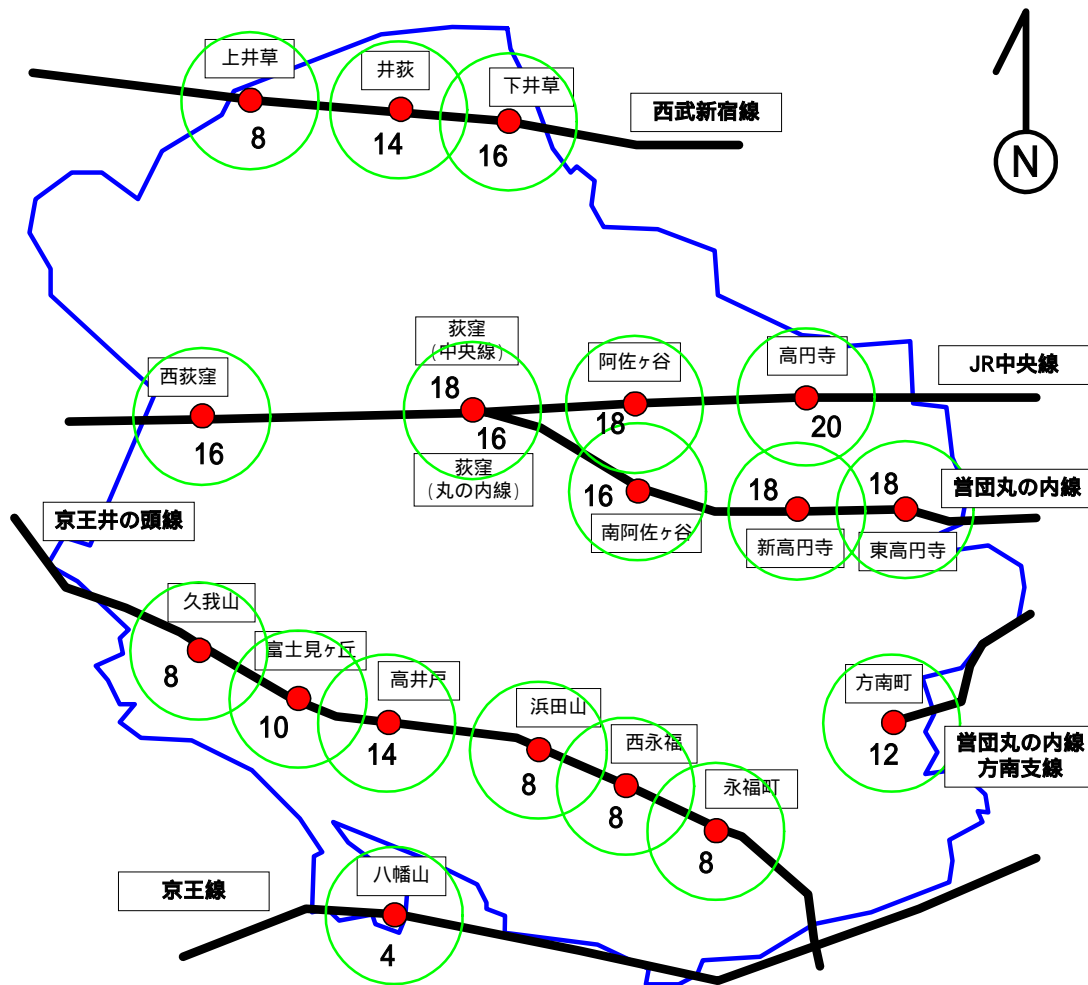 上井草
井荻
下井草
西武新宿線
8
14
16
N
荻窪
(中央線)
阿佐ヶ谷
高円寺
JR中央線
西荻窪
18
16
16
18
20
荻窪
(丸の内線)
16
18
18
営団丸の内線
京王井の頭線
南阿佐ヶ谷
新高円寺
東高円寺
久我山
8
富士見ヶ丘
10
高井戸
14
浜田山
8
西永福
8
永福町
8
方南町
12
営団丸の内線
方南支線
京王線
八幡山
4